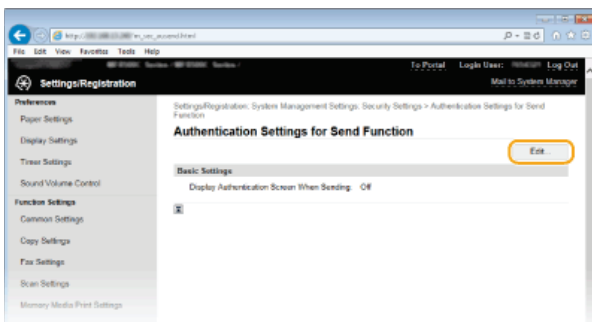 http://
m_sec_ausend.html
File Edit View Favorites Tools Help
To Portal Login User: Log Out
Settings/Registration
Mail to System Manager
Preferences
Paper Settings
Display Settings
Timer Settings
Sound Volume Control
Function Settings
Common Settings
Copy Settings
Fax Settings
Scan Settings
Memory Media Print Settings
Settings/Registration: System Management Settings: Security Settings > Authentication Settings for Send
Function
Authentication Settings for Send Function
Edit...
Basic Settings
Display Authentication Screen When Sending: Off